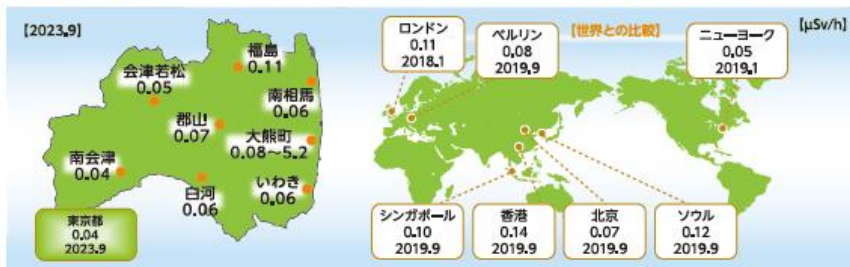 【2023.9】
福島
0.11
会津若松
0.05
南相馬
0.06
郡山
0.07
大熊町
0.08～5.2
南会津
0.04
白河
0.06
いわき
0.06
東京都
0.04
2023.9
【世界との比較】
[μSv/h]
ロンドン
0.11
2018.1
ベルリン
0.08
2019.9
ニューヨーク
0.05
2019.1
シンガポール
0.10
2019.9
香港
0.14
2019.9
北京
0.07
2019.9
ソウル
0.12
2019.9